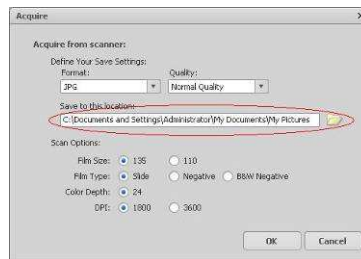 Acquire
Acquire from scanner:
Define Your Save Settings:
Format: Quality:
JPG Normal Quality
Save to this location:
C:\Documents and Settings\Administrator\My Documents\My Pictures
Scan Options:
Film Size: 135 110
Film Type: Slide Negative B&W Negative
Color Depth: 24
DPI: 1800 3600
OK Cancel